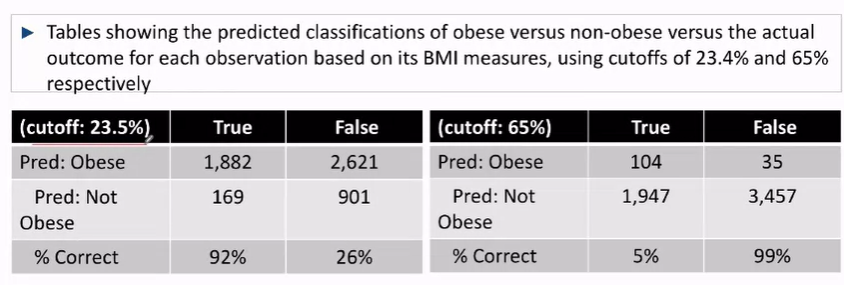 Tables showing the predicted classifications of obese versus non-obese versus the actual
outcome for each observation based on its BMI measures, using cutoffs of 23.4% and 65%
respectively
(cutoff: 23.5%) True False
Pred: Obese 1,882 2,621
Pred: Not
Obese 169 901
% Correct 92% 26%
(cutoff: 65%) True False
Pred: Obese 104 35
Pred: Not
Obese 1,947 3,457
% Correct 5% 99%